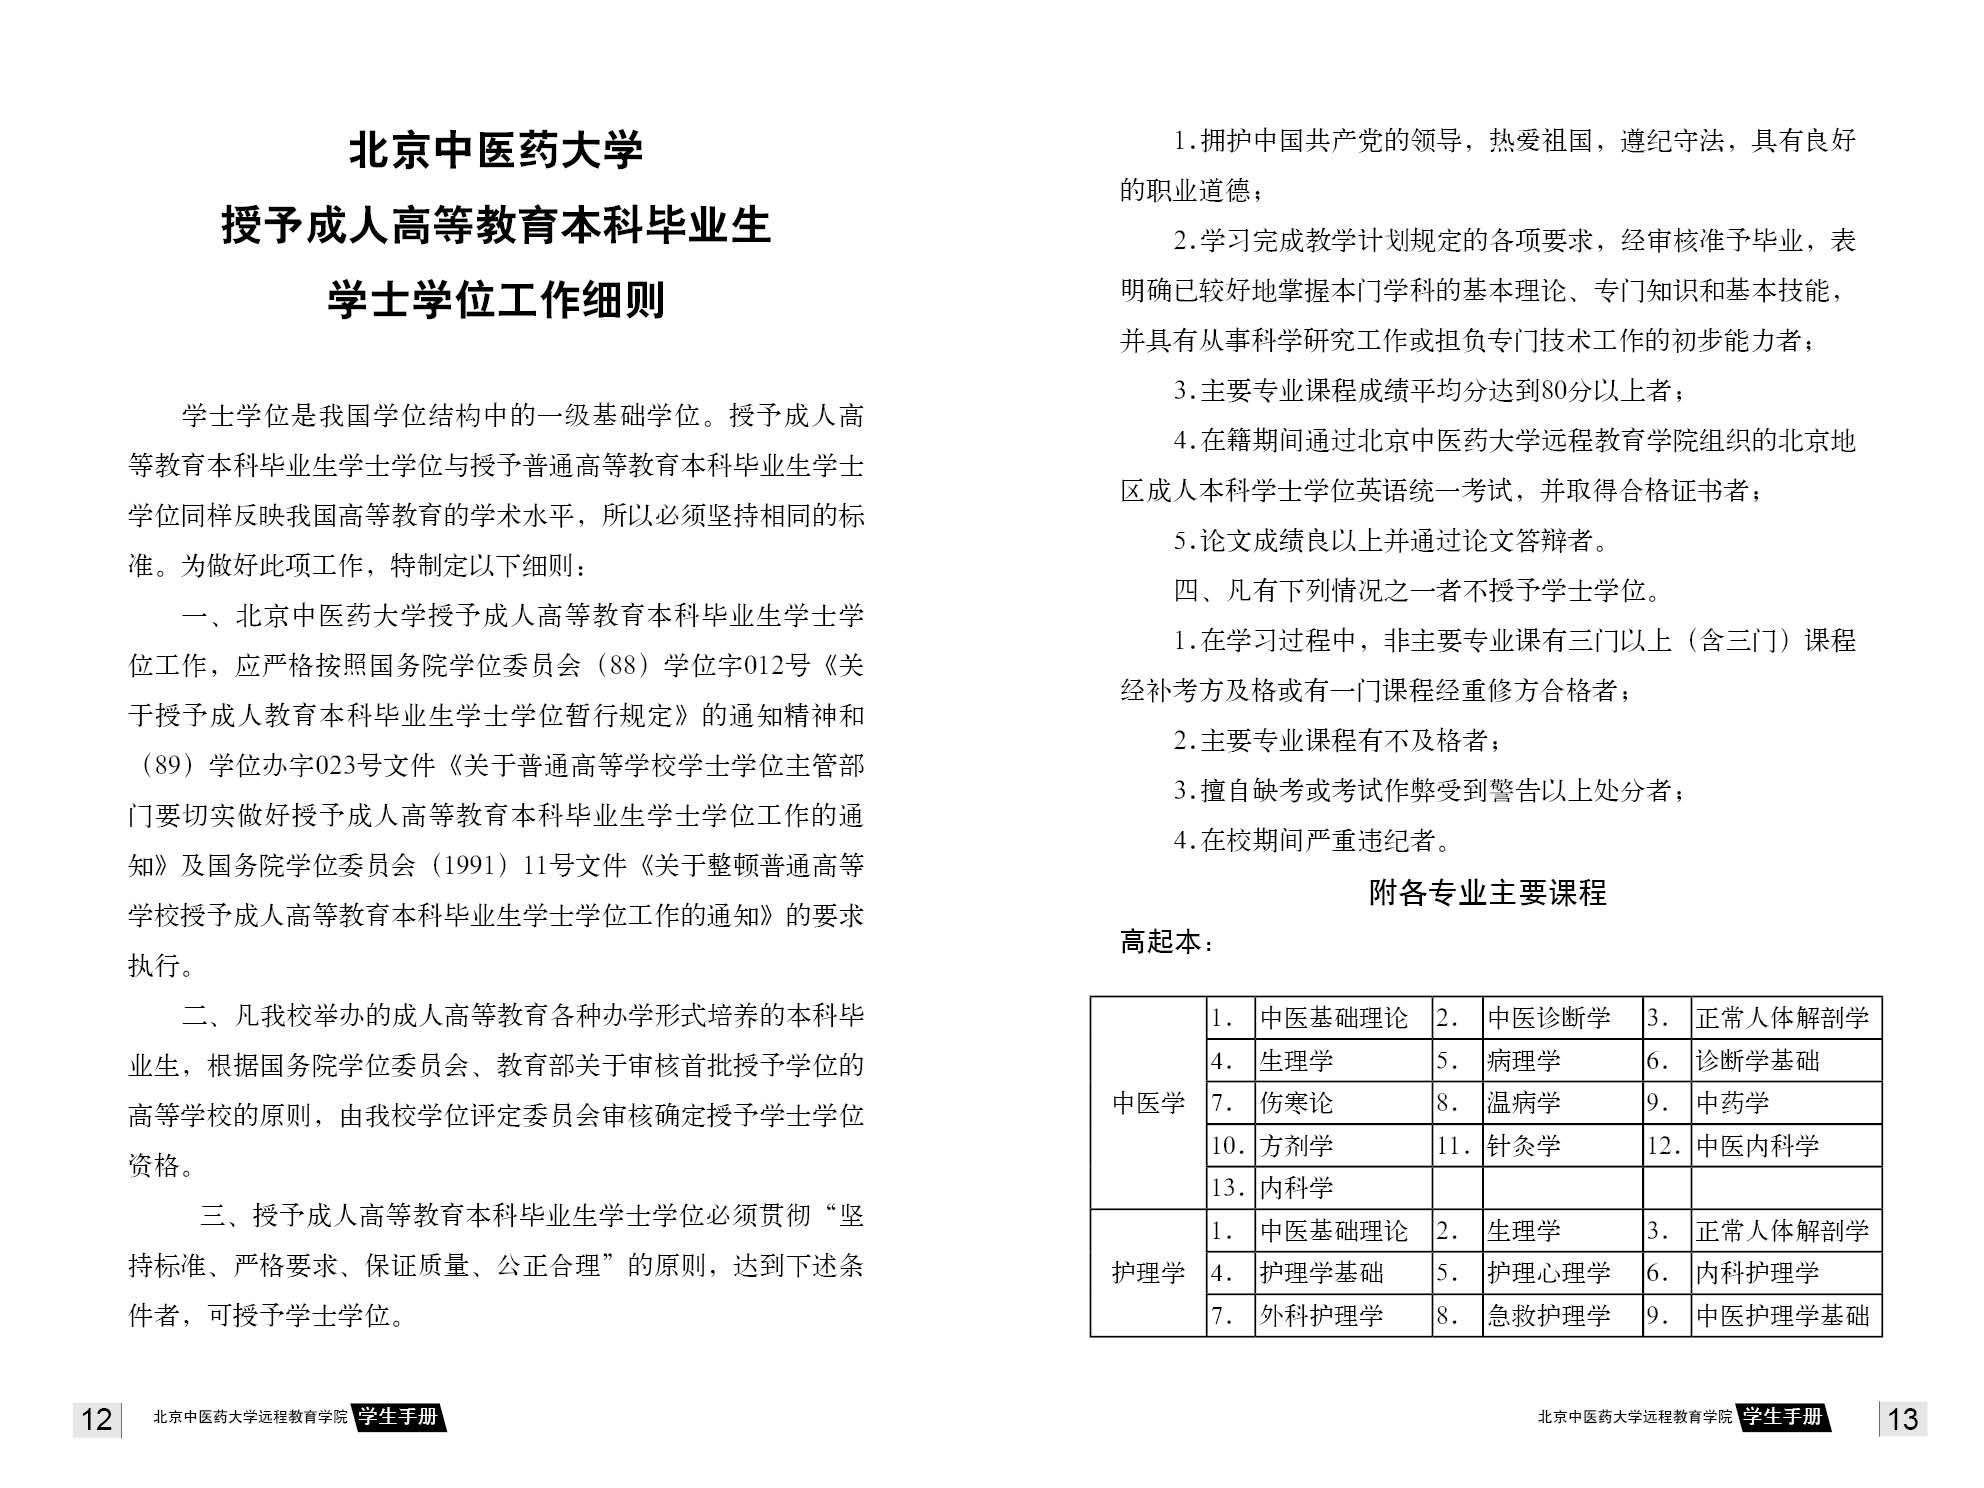 北京中医药大学
授予成人高等教育本科毕业生
学士学位工作细则
学士学位是我国学位结构中的一级基础学位。授予成人高
等教育本科毕业生学士学位与授予普通高等教育本科毕业生学士
学位同样反映我国高等教育的学术水平，所以必须坚持相同的标
准。为做好此项工作，特制定以下细则：
一、北京中医药大学授予成人高等教育本科毕业生学士学
位工作，应严格按照国务院学位委员会（88）学位字012号《关
于授予成人教育本科毕业生学士学位暂行规定》的通知精神和
（89）学位办字023号文件《关于普通高等学校学士学位主管部
门要切实做好授予成人高等教育本科毕业生学士学位工作的通
知》及国务院学位委员会（1991）11号文件《关于整顿普通高等
学校授予成人高等教育本科毕业生学士学位工作的通知》的要求
执行。
二、凡我校举办的成人高等教育各种办学形式培养的本科毕
业生，根据国务院学位委员会、教育部关于审核首批授予学位的
高等学校的原则，由我校学位评定委员会审核确定授予学士学位
资格。
三、授予成人高等教育本科毕业生学士学位必须贯彻“坚
持标准、严格要求、保证质量、公正合理”的原则，达到下述条
件者，可授予学士学位。
12 北京中医药大学远程教育学院 学生手册
1.拥护中国共产党的领导，热爱祖国，遵纪守法，具有良好
的职业道德；
2.学习完成教学计划规定的各项要求，经审核准予毕业，表
明确已较好地掌握本门学科的基本理论、专门知识和基本技能，
并具有从事科学研究工作或担负专门技术工作的初步能力者；
3.主要专业课程成绩平均分达到80分以上者；
4.在籍期间通过北京中医药大学远程教育学院组织的北京地
区成人本科学士学位英语统一考试，并取得合格证书者；
5.论文成绩良以上并通过论文答辩者。
四、凡有下列情况之一者不授予学士学位。
1.在学习过程中，非主要专业课有三门以上（含三门）课程
经补考方及格或有一门课程经重修方合格者；
2.主要专业课程有不及格者；
3.擅自缺考或考试作弊受到警告以上处分者；
4.在校期间严重违纪者。
附各专业主要课程
高起本：
中医学
1. 中医基础理论 2. 中医诊断学 3. 正常人体解剖学
4. 生理学 5. 病理学 6. 诊断学基础
7. 伤寒论 8. 温病学 9. 中药学
10. 方剂学 11. 针灸学 12. 中医内科学
13. 内科学
护理学
1. 中医基础理论 2. 生理学 3. 正常人体解剖学
4. 护理学基础 5. 护理心理学 6. 内科护理学
7. 外科护理学 8. 急救护理学 9. 中医护理学基础
北京中医药大学远程教育学院 学生手册 13